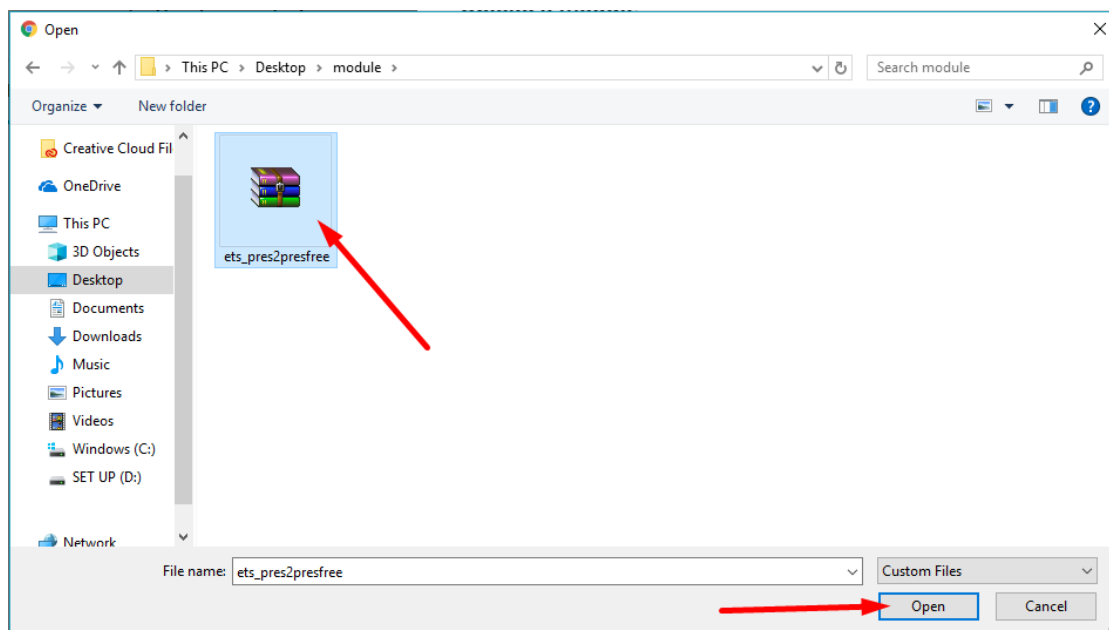 Open
This PC > Desktop > module >
Search module
Organize
New folder
Creative Cloud Fil
OneDrive
This PC
3D Objects
Desktop
Documents
Downloads
Music
Pictures
Videos
Windows (C:)
SET UP (D:)
Network
ets_pres2presfree
File name: ets_pres2presfree
Custom Files
Open
Cancel